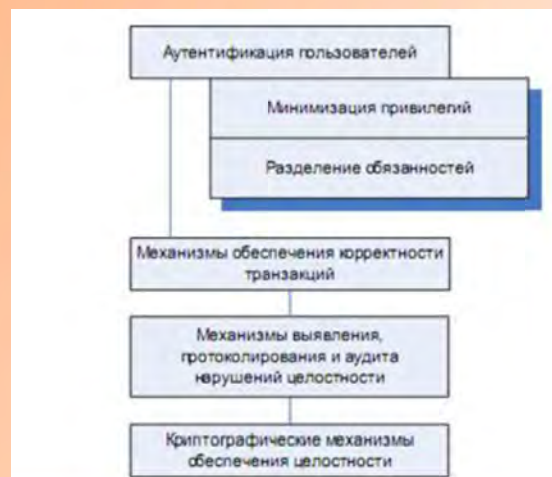 Аутентификация пользователей
Минимизация привилегий
Разделение обязанностей
Механизмы обеспечения корректности
транзакций
Механизмы выявления,
протоколирования и аудита
нарушений целостности
Криптографические механизмы
обеспечения целостности